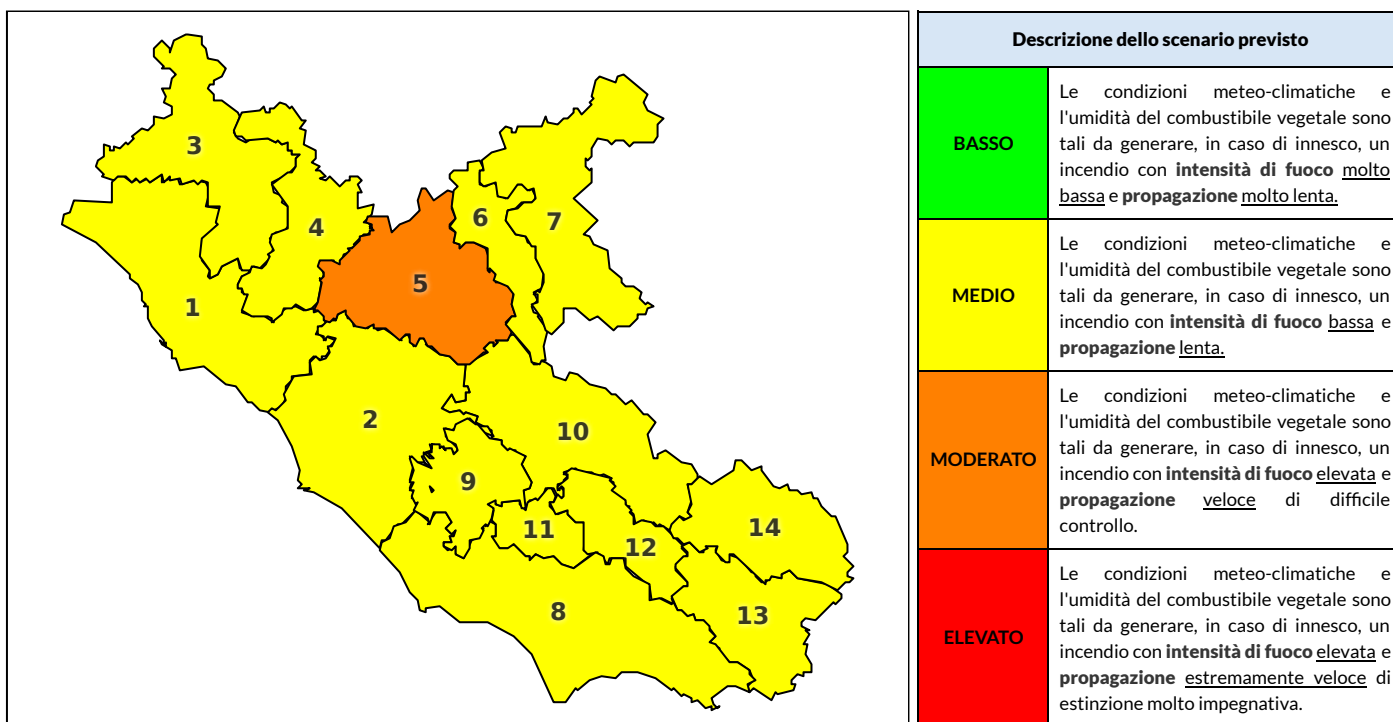 3
4
6
7
5
1
2
10
9
11
12
14
8
13
Descrizione dello scenario previsto
BASSO
Le condizioni meteo-climatiche e
l'umidità del combustibile vegetale sono
tali da generare, in caso di innesco, un
incendio con intensità di fuoco molto
bassa e propagazione molto lenta.
MEDIO
Le condizioni meteo-climatiche e
l'umidità del combustibile vegetale sono
tali da generare, in caso di innesco, un
incendio con intensità di fuoco bassa e
propagazione lenta.
MODERATO
Le condizioni meteo-climatiche e
l'umidità del combustibile vegetale sono
tali da generare, in caso di innesco, un
incendio con intensità di fuoco elevata e
propagazione veloce di difficile
controllo.
ELEVATO
Le condizioni meteo-climatiche e
l'umidità del combustibile vegetale sono
tali da generare, in caso di innesco, un
incendio con intensità di fuoco elevata e
propagazione estremamente veloce di
estinzione molto impegnativa.